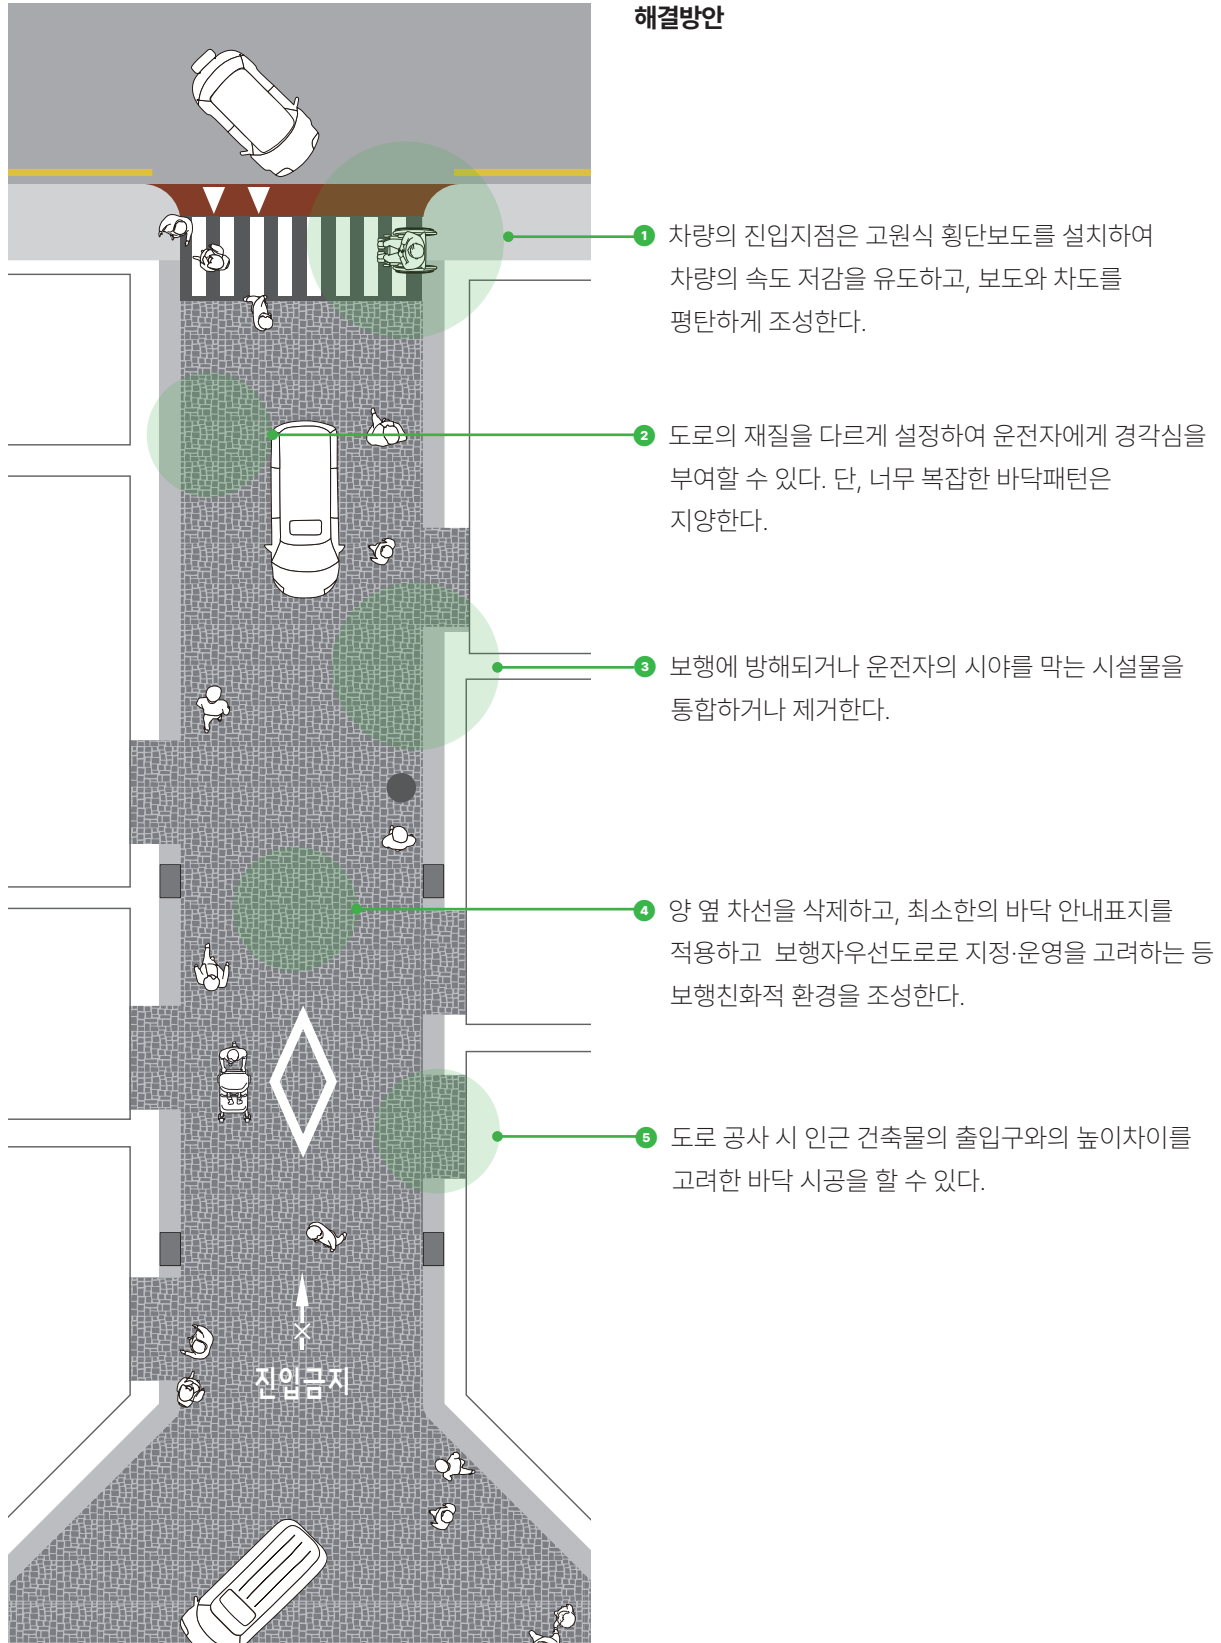 해결방안
1 차량의 진입지점은 고원식 횡단보도를 설치하여
차량의 속도 저감을 유도하고, 보도와 차도를
평탄하게 조성한다.
2 도로의 재질을 다르게 설정하여 운전자에게 경각심을
부여할 수 있다. 단, 너무 복잡한 바닥패턴은
지양한다.
3 보행에 방해되거나 운전자의 시야를 막는 시설물을
통합하거나 제거한다.
4 양 옆 차선을 삭제하고, 최소한의 바닥 안내표지를
적용하고 보행자우선도로로 지정·운영을 고려하는 등
보행친화적 환경을 조성한다.
5 도로 공사 시 인근 건축물의 출입구와의 높이차이를
고려한 바닥 시공을 할 수 있다.
진입금지